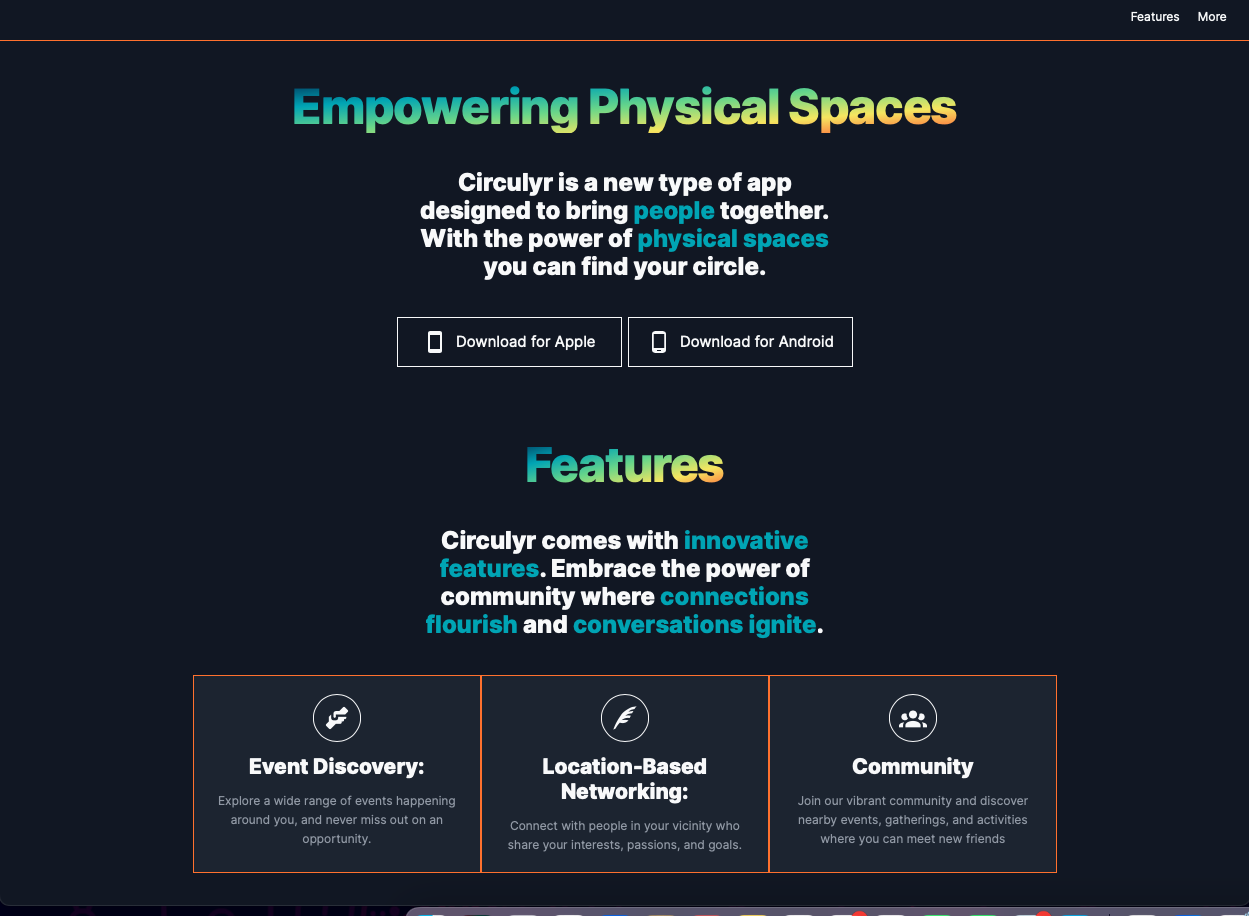 Features More
Empowering Physical Spaces
Circulyr is a new type of app
designed to bring people together.
With the power of physical spaces
you can find your circle.
Download for Apple
Download for Android
Features
Circulyr comes with innovative
features. Embrace the power of
community where connections
flourish and conversations ignite.
Event Discovery:
Explore a wide range of events happening
around you, and never miss out on an
opportunity.
Location-Based
Networking:
Connect with people in your vicinity who
share your interests, passions, and goals.
Community
Join our vibrant community and discover
nearby events, gatherings, and activities
where you can meet new friends